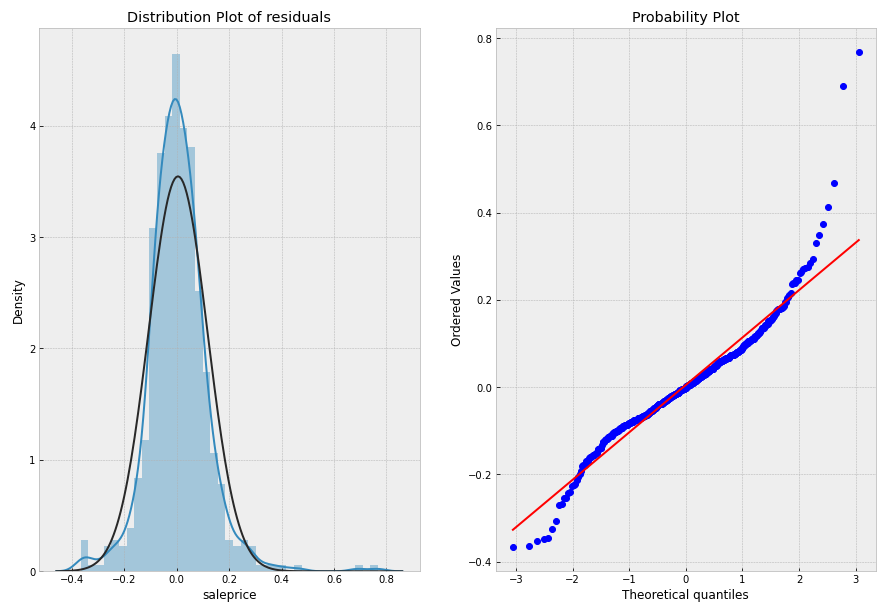 Distribution Plot of residuals
Density
4
3
2
1
0
−0.4 −0.2 0.0 0.2 0.4 0.6 0.8
saleprice
Probability Plot
Ordered Values
0.8
0.6
0.4
0.2
0.0
−0.2
−0.4
−3 −2 −1 0 1 2 3
Theoretical quantiles